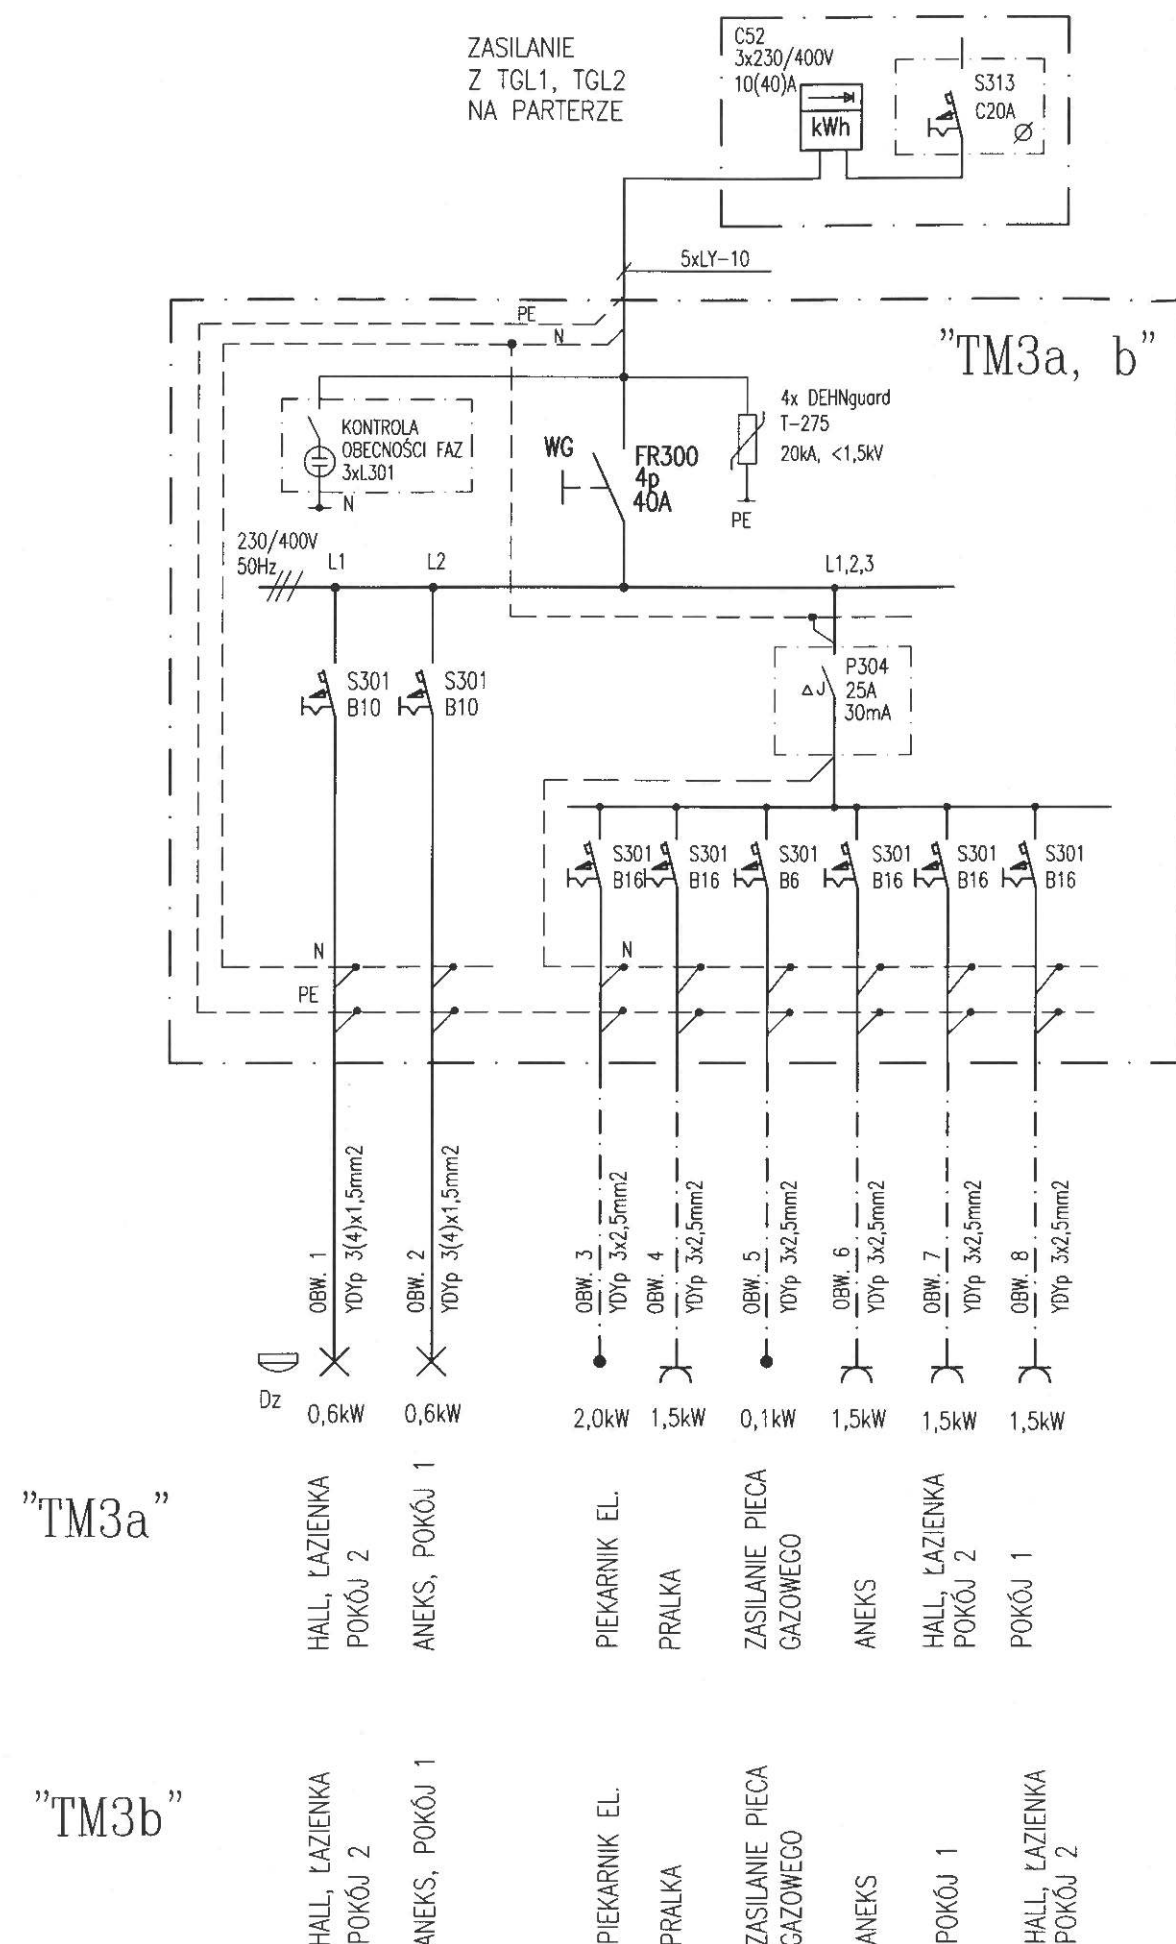 ZASILANIE
Z TGL1, TGL2
NA PARTERZE
C52
3x230/400V
10(40)A
kWh
S313
C20A
5xLY-10
PE
N
"TM3a, b"
KONTROLA
OBECNOŚCI FAZ
3xL301
N
WG
FR300
4p
40A
4x DEHNguard
T-275
20kA, <1,5kV
PE
230/400V
50Hz
L1
L2
L1,2,3
S301
B10
S301
B10
P304
25A
30mA
ΔJ
S301
B16
S301
B16
S301
B6
S301
B16
S301
B16
S301
B16
N
N
PE
OBW. 1
YDYp 3(4)x1,5mm2
OBW. 2
YDYp 3(4)x1,5mm2
OBW. 3
YDYp 3x2,5mm2
OBW. 4
YDYp 3x2,5mm2
OBW. 5
YDYp 3x2,5mm2
OBW. 6
YDYp 3x2,5mm2
OBW. 7
YDYp 3x2,5mm2
OBW. 8
YDYp 3x2,5mm2
Dz
0,6kW
0,6kW
2,0kW
1,5kW
0,1kW
1,5kW
1,5kW
1,5kW
"TM3a"
HALL, ŁAZIENKA
POKÓJ 2
ANEKS, POKÓJ 1
PIEKARNIK EL.
PRALKA
ZASILANIE PIECA
GAZOWEGO
ANEKS
HALL, ŁAZIENKA
POKÓJ 2
POKÓJ 1
"TM3b"
HALL, ŁAZIENKA
POKÓJ 2
ANEKS, POKÓJ 1
PIEKARNIK EL.
PRALKA
ZASILANIE PIECA
GAZOWEGO
ANEKS
POKÓJ 1
HALL, ŁAZIENKA
POKÓJ 2